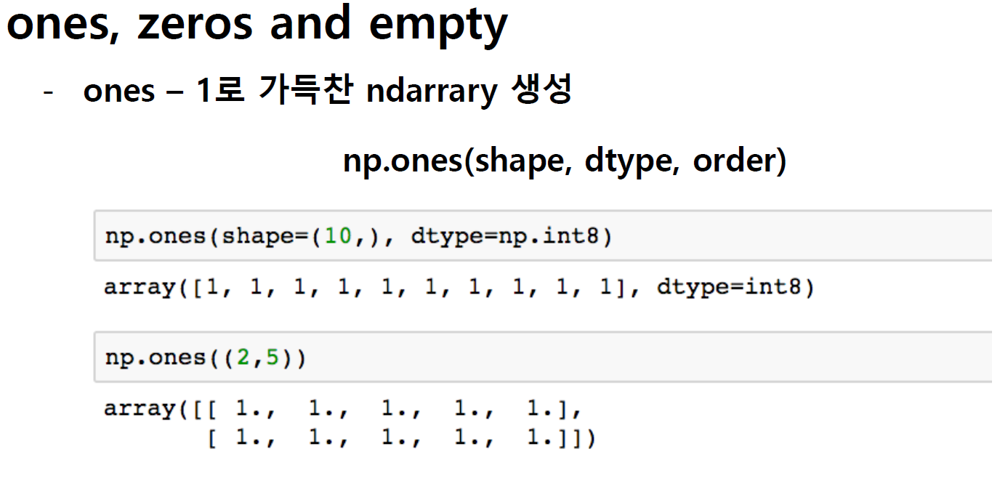 ones, zeros and empty
- ones – 1로 가득찬 ndarrary 생성
np.ones(shape, dtype, order)
np.ones(shape=(10,), dtype=np.int8)
array([1, 1, 1, 1, 1, 1, 1, 1, 1, 1], dtype=int8)
np.ones((2,5))
array([[ 1.,  1.,  1.,  1.,  1.],
       [ 1.,  1.,  1.,  1.,  1.]])